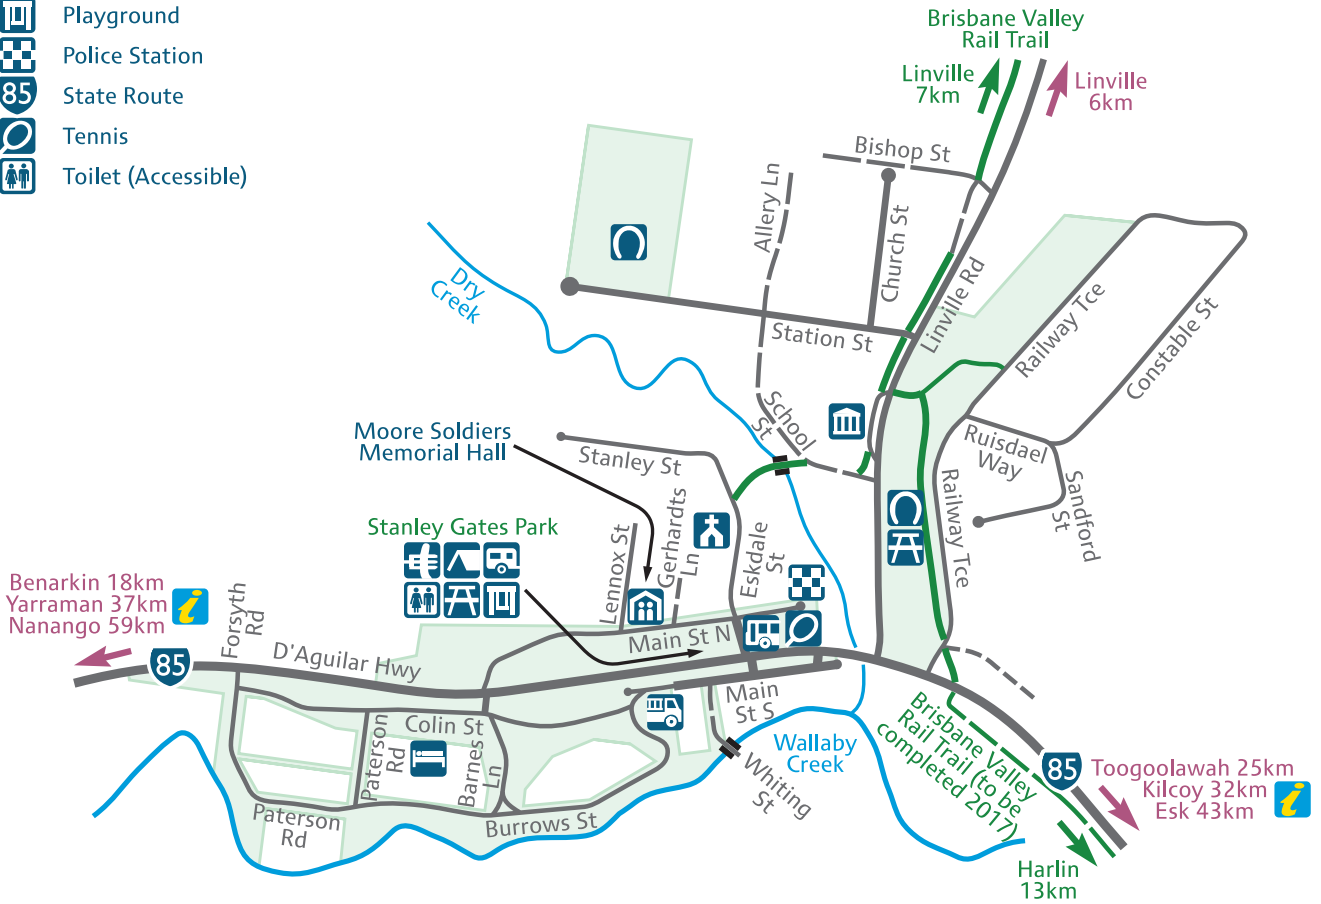 Playground
Police Station
85
State Route
Tennis
Toilet (Accessible)
Brisbane Valley
Rail Trail
Linville
7km
Linville
6km
Bishop St
Allery Ln
Church St
Linville Rd
Station St
Railway Tce
Constable St
Dry
Creek
School
St
Moore Soldiers
Memorial Hall
Stanley St
Ruisdael
Way
Sandford
St
Railway Tce
Gerhardts
Ln
Lennox St
Eskdale
St
Stanley Gates Park
Benarkin 18km
Yarraman 37km
Nanango 59km
i
Forsyth
Rd
85
D'Aguilar Hwy
Main St N
Main
St S
Colin St
Paterson
Rd
Barnes
Ln
Paterson
Rd
Burrows St
Whiting
St
Wallaby
Creek
Brisbane Valley
Rail Trail (to be
completed 2017)
85
Toogoolawah 25km
Kilcoy 32km
Esk 43km
i
Harlin
13km